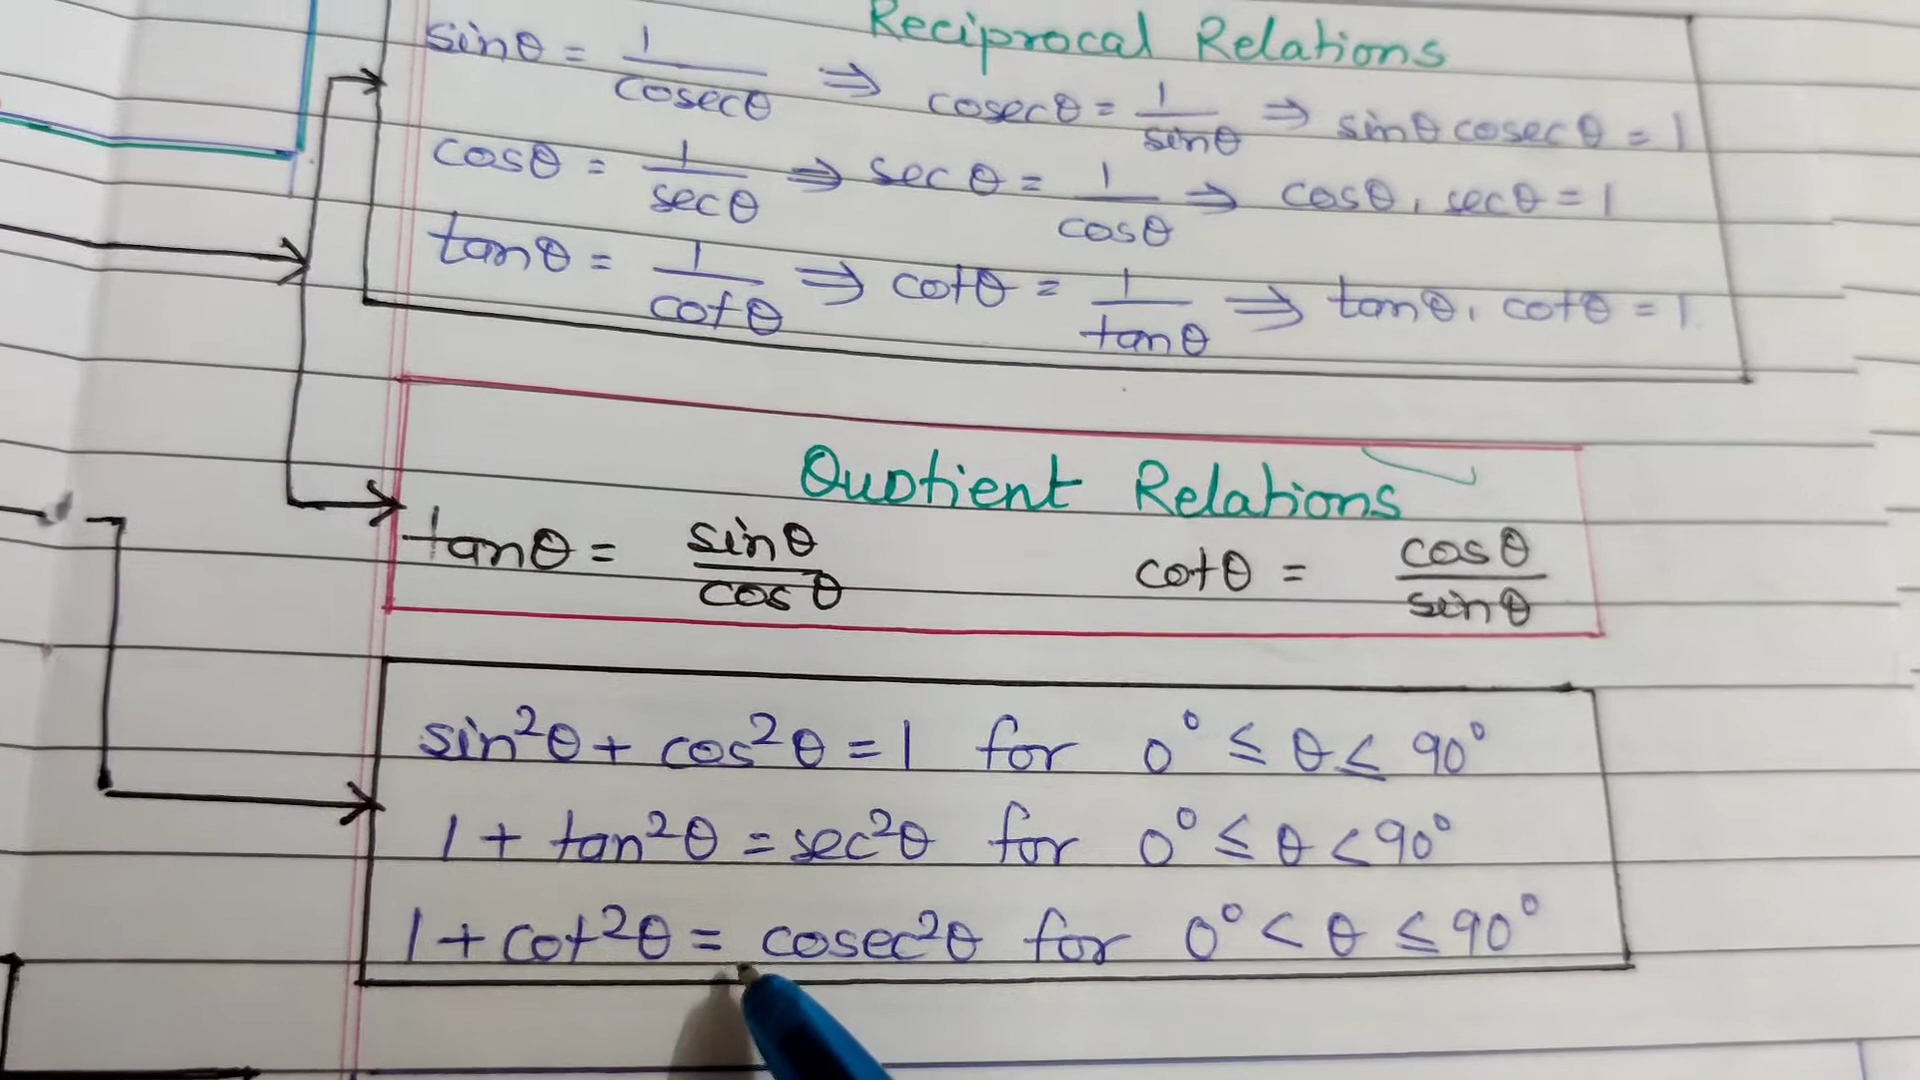 Reciprocal Relations
sinθ = 1/cosecθ ⇒ cosecθ = 1/sinθ ⇒ sinθ cosecθ = 1
cosθ = 1/secθ ⇒ secθ = 1/cosθ ⇒ cosθ. secθ = 1
tanθ = 1/cotθ ⇒ cotθ = 1/tanθ ⇒ tanθ. cotθ = 1
Quotient Relations
tanθ = sinθ/cosθ cotθ = cosθ/sinθ
sin²θ + cos²θ = 1 for 0° ≤ θ ≤ 90°
1 + tan²θ = sec²θ for 0° ≤ θ < 90°
1 + cot²θ = cosec²θ for 0° < θ ≤ 90°